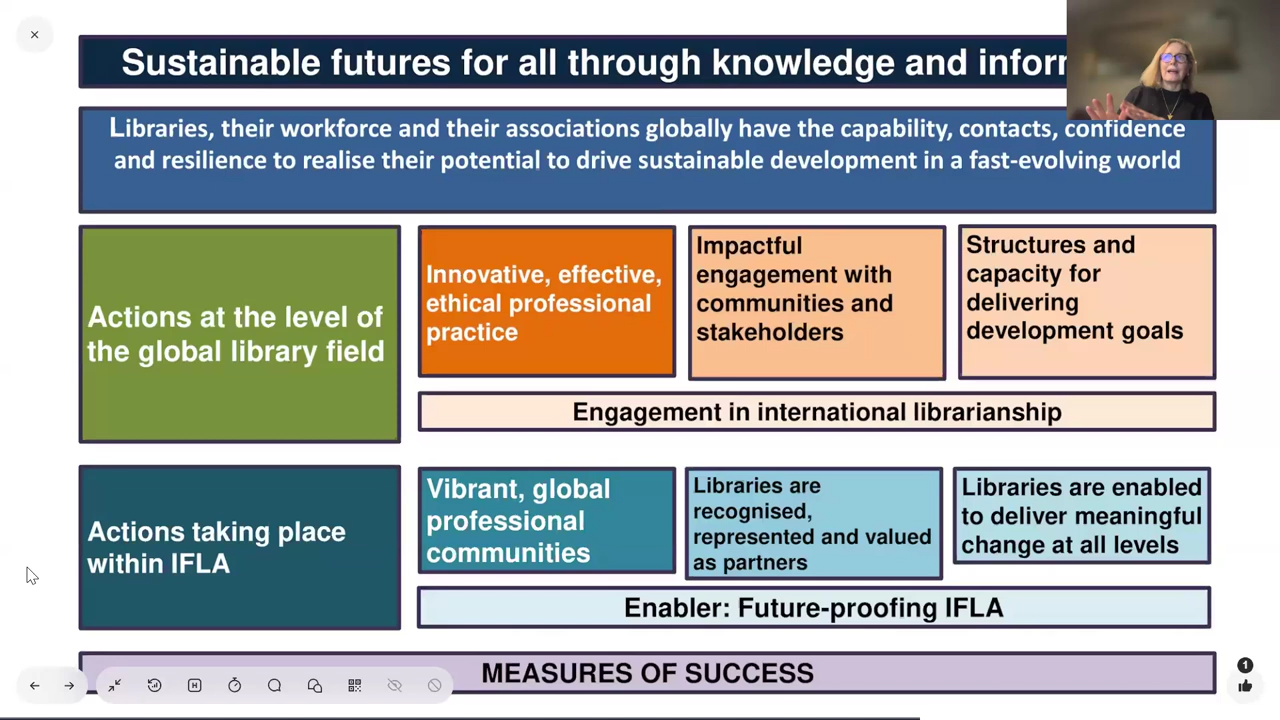 Sustainable futures for all through knowledge and
Libraries, their workforce and their associations globally have the capability, contacts, confidence
and resilience to realise their potential to drive sustainable development in a fast-evolving world
Actions at the level of
the global library field
Innovative, effective,
ethical professional
practice
Impactful
engagement with
communities and
stakeholders
Structures and
capacity for
delivering
development goals
Engagement in international librarianship
Actions taking place
within IFLA
Vibrant, global
professional
communities
Libraries are
recognised,
represented and valued
as partners
Libraries are enabled
to deliver meaningful
change at all levels
Enabler: Future-proofing IFLA
MEASURES OF SUCCESS
1